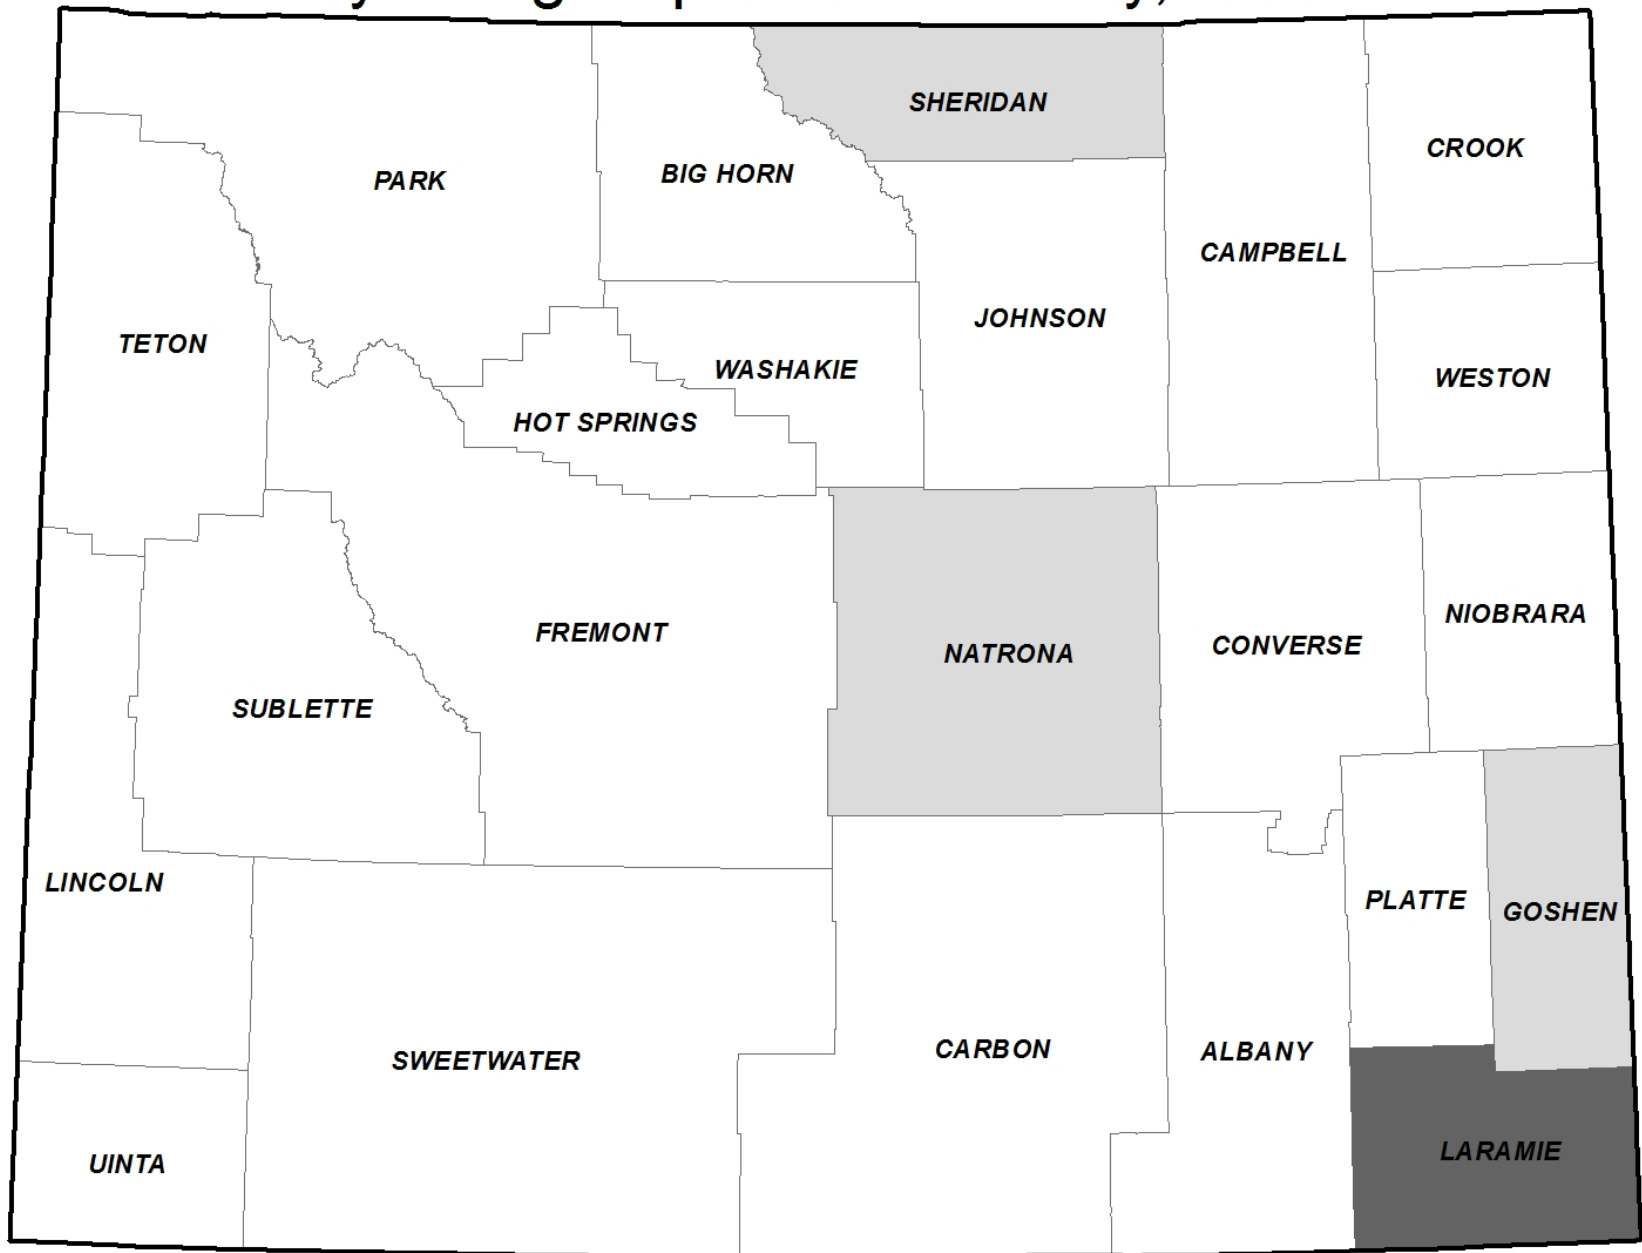 SHERIDAN
CROOK
BIG HORN
PARK
CAMPBELL
JOHNSON
TETON
WASHAKIE
WESTON
HOT SPRINGS
NIOBRARA
FREMONT
CONVERSE
NATRONA
SUBLETTE
LINCOLN
PLATTE
GOSHEN
CARBON
ALBANY
SWEETWATER
LARAMIE
UINTA